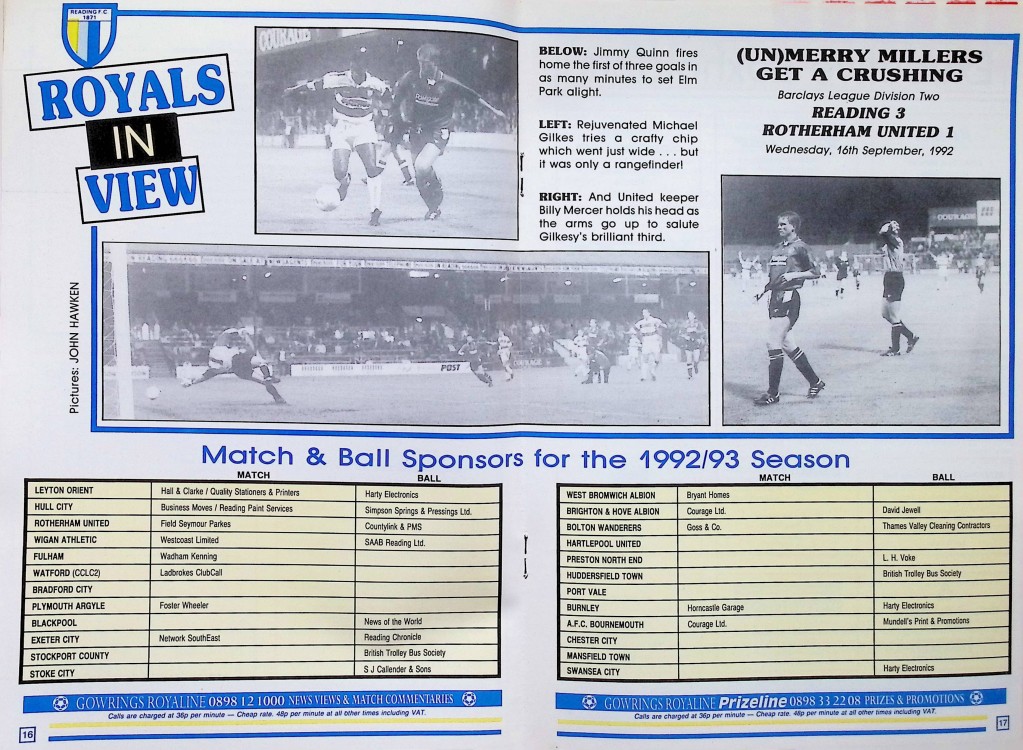 READING F.C.
1871
ROYALS
IN
VIEW
COURAGE
BELOW: Jimmy Quinn fires
home the first of three goals in
as many minutes to set Elm
Park alight.
LEFT: Rejuvenated Michael
Gilkes tries a crafty chip
which went just wide . . . but
it was only a rangefinder!
RIGHT: And United keeper
Billy Mercer holds his head as
the arms go up to salute
Gilkesy's brilliant third.
(UN)MERRY MILLERS
GET A CRUSHING
Barclays League Division Two
READING 3
ROTHERHAM UNITED 1
Wednesday, 16th September, 1992
COURAGE
Pictures: JOHN HAWKEN
POST
COURAGE
Match & Ball Sponsors for the 1992/93 Season
MATCH BALL
LEYTON ORIENT Hall & Clarke / Quality Stationers & Printers Harty Electronics
HULL CITY Business Moves / Reading Paint Services Simpson Springs & Pressings Ltd.
ROTHERHAM UNITED Field Seymour Parkes Countylink & PMS
WIGAN ATHLETIC Westcoast Limited SAAB Reading Ltd.
FULHAM Wadham Kenning
WATFORD (CCLC2) Ladbrokes ClubCall
BRADFORD CITY
PLYMOUTH ARGYLE Foster Wheeler
BLACKPOOL News of the World
EXETER CITY Network SouthEast Reading Chronicle
STOCKPORT COUNTY British Trolley Bus Society
STOKE CITY S J Callender & Sons
MATCH BALL
WEST BROMWICH ALBION Bryant Homes
BRIGHTON & HOVE ALBION Courage Ltd. David Jewell
BOLTON WANDERERS Goss & Co. Thames Valley Cleaning Contractors
HARTLEPOOL UNITED
PRESTON NORTH END L. H. Voke
HUDDERSFIELD TOWN British Trolley Bus Society
PORT VALE
BURNLEY Horncastle Garage Harty Electronics
A.F.C. BOURNEMOUTH Courage Ltd. Mundell's Print & Promotions
CHESTER CITY
MANSFIELD TOWN
SWANSEA CITY Harty Electronics
GOWRINGS ROYALINE 0898 12 1000 NEWS VIEWS & MATCH COMMENTARIES
Calls are charged at 36p per minute — Cheap rate. 48p per minute at all other times including VAT.
16
GOWRINGS ROYALINE Prizeline 0898 33 22 08 PRIZES & PROMOTIONS
Calls are charged at 36p per minute — Cheap rate. 48p per minute at all other times including VAT.
17